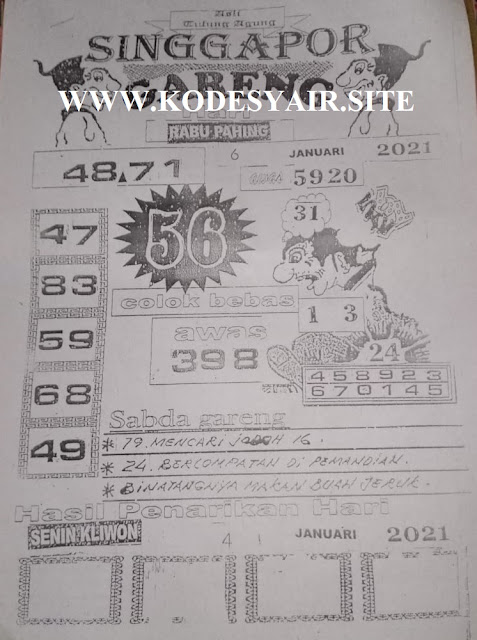 Asli
Tulung Agung
SINGGAPOR
GARENG
WWW.KODESYAIR.SITE
Hari
RABU PAHING
6 JANUARI 2021
48.71
5920
47
83
59
68
49
56
31
colok bebas
1 3
awas
398
24
458923
670145
Sabda gareng
* 79. MENCARI JODOH 16.
* 24. BERCOMPATAN DI PEMANDIAN.
* BINATANGNYA MAKAN BUAH JERUK.
Hasil Penarikan Hari
SENIN KLIWON 4 JANUARI 2021